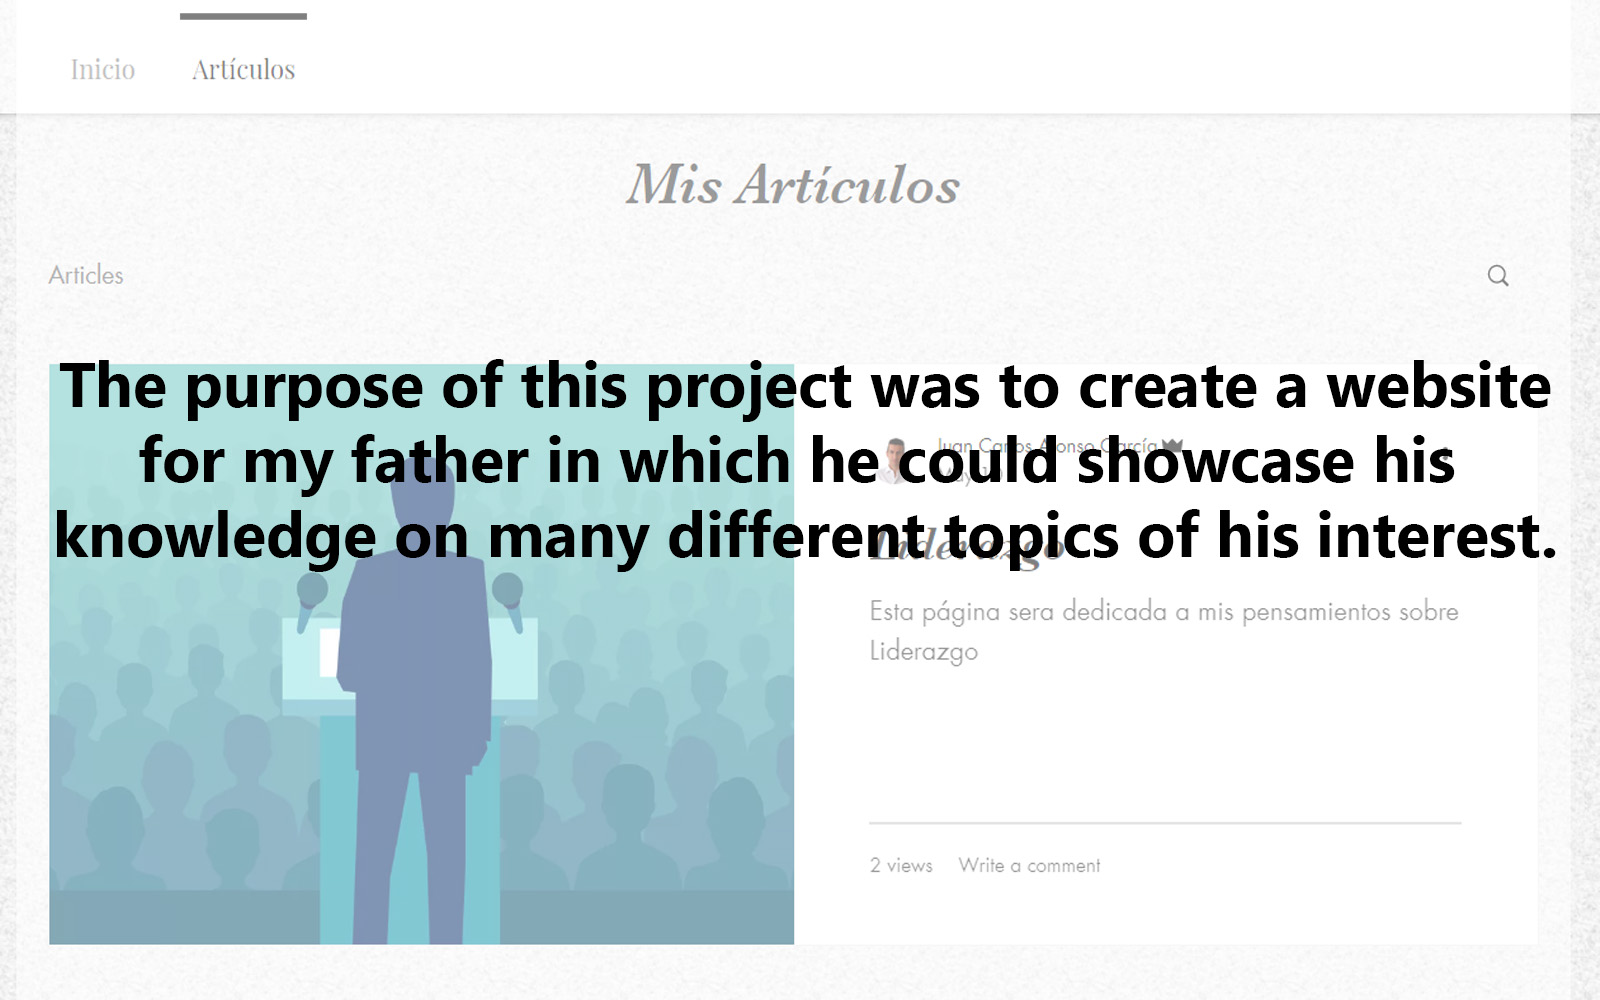 Inicio Artículos
Mis Artículos
Articles
The purpose of this project was to create a website
for my father in which he could showcase his
knowledge on many different topics of his interest.
Juan Carlos Alonso García
May
Liderazgo
Esta página sera dedicada a mis pensamientos sobre
Liderazgo
2 views Write a comment